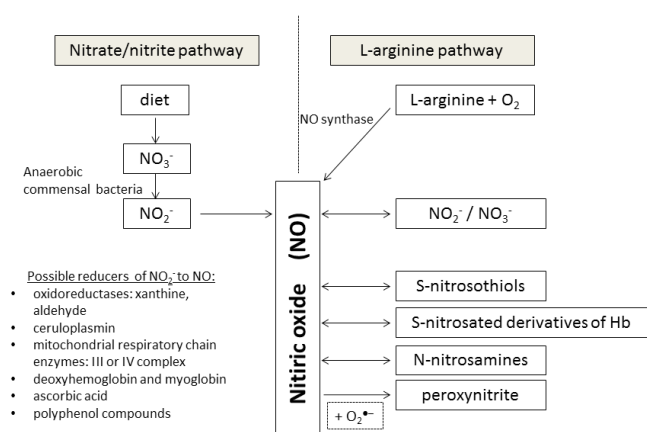 Nitrate/nitrite pathway
L-arginine pathway
diet
L-arginine + O₂
NO synthase
NO₃⁻
Anaerobic
commensal bacteria
NO₂⁻
Nitiric oxide (NO)
NO₂⁻ / NO₃⁻
Possible reducers of NO₂⁻to NO:
• oxidoreductases: xanthine,
aldehyde
• ceruloplasmin
• mitochondrial respiratory chain
enzymes: III or IV complex
• deoxyhemoglobin and myoglobin
• ascorbic acid
• polyphenol compounds
S-nitrosothiols
S-nitrosated derivatives of Hb
N-nitrosamines
peroxynitrite
+ O₂•−